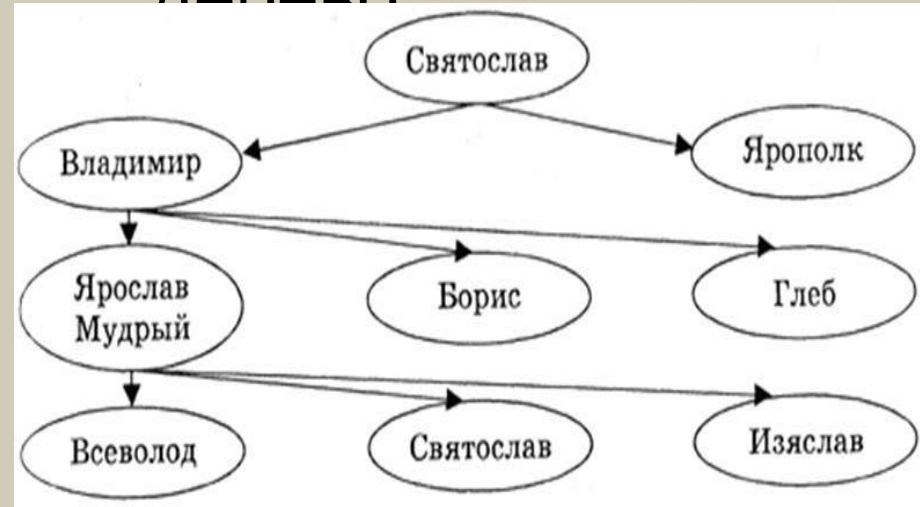 Святослав
Владимир
Ярополк
Ярослав
Мудрый
Борис
Глеб
Всеволод
Святослав
Изяслав